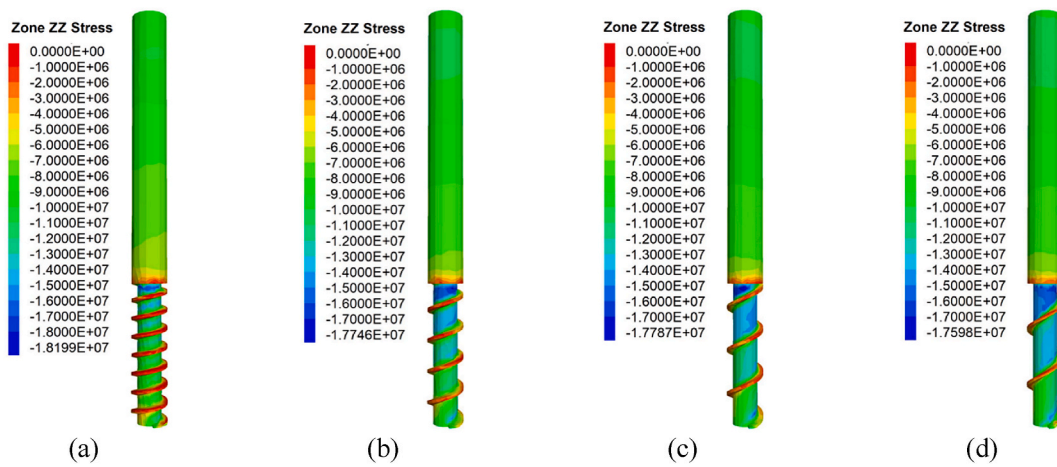 Zone ZZ Stress
0.0000E+00
-1.0000E+06
-2.0000E+06
-3.0000E+06
-4.0000E+06
-5.0000E+06
-6.0000E+06
-7.0000E+06
-8.0000E+06
-9.0000E+06
-1.0000E+07
-1.1000E+07
-1.2000E+07
-1.3000E+07
-1.4000E+07
-1.5000E+07
-1.6000E+07
-1.7000E+07
-1.8000E+07
-1.8199E+07
(a)
Zone ZZ Stress
0.0000E+00
-1.0000E+06
-2.0000E+06
-3.0000E+06
-4.0000E+06
-5.0000E+06
-6.0000E+06
-7.0000E+06
-8.0000E+06
-9.0000E+06
-1.0000E+07
-1.1000E+07
-1.2000E+07
-1.3000E+07
-1.4000E+07
-1.5000E+07
-1.6000E+07
-1.7000E+07
-1.7746E+07
(b)
Zone ZZ Stress
0.0000E+00
-1.0000E+06
-2.0000E+06
-3.0000E+06
-4.0000E+06
-5.0000E+06
-6.0000E+06
-7.0000E+06
-8.0000E+06
-9.0000E+06
-1.0000E+07
-1.1000E+07
-1.2000E+07
-1.3000E+07
-1.4000E+07
-1.5000E+07
-1.6000E+07
-1.7000E+07
-1.7787E+07
(c)
Zone ZZ Stress
0.0000E+00
-1.0000E+06
-2.0000E+06
-3.0000E+06
-4.0000E+06
-5.0000E+06
-6.0000E+06
-7.0000E+06
-8.0000E+06
-9.0000E+06
-1.0000E+07
-1.1000E+07
-1.2000E+07
-1.3000E+07
-1.4000E+07
-1.5000E+07
-1.6000E+07
-1.7000E+07
-1.7598E+07
(d)